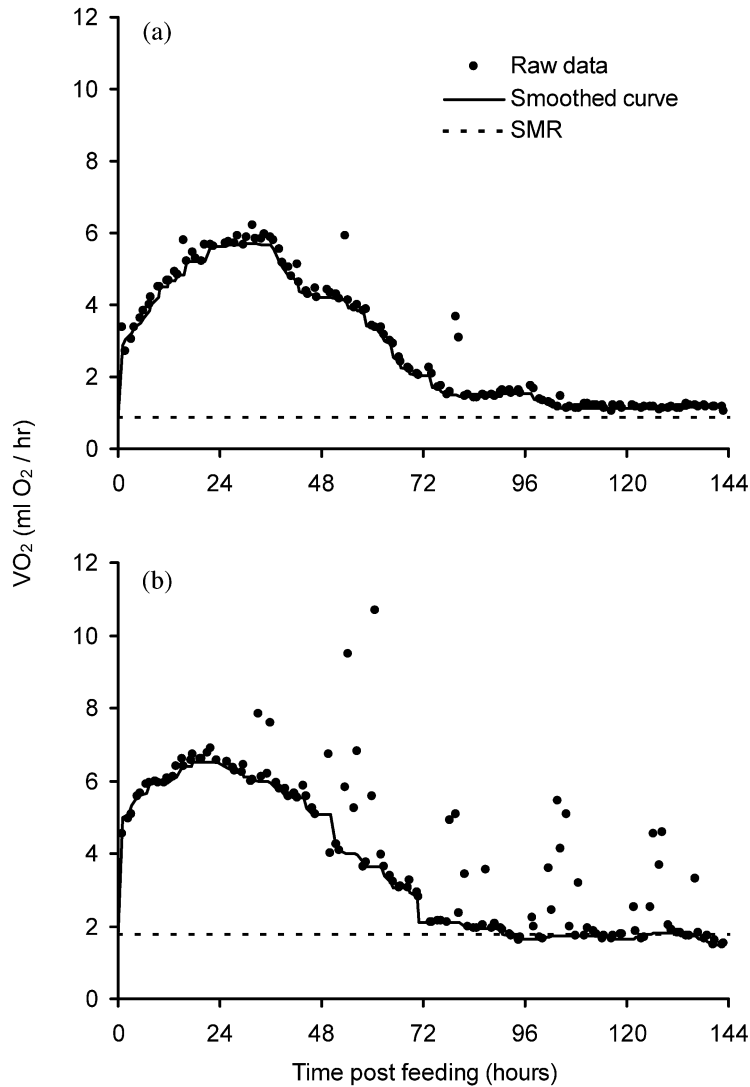 12
(a)
Raw data
10
Smoothed curve
SMR
8
6
4
2
0
0 24 48 72 96 120 144
VO₂ (ml O₂ / hr)
12
(b)
10
8
6
4
2
0
0 24 48 72 96 120 144
Time post feeding (hours)